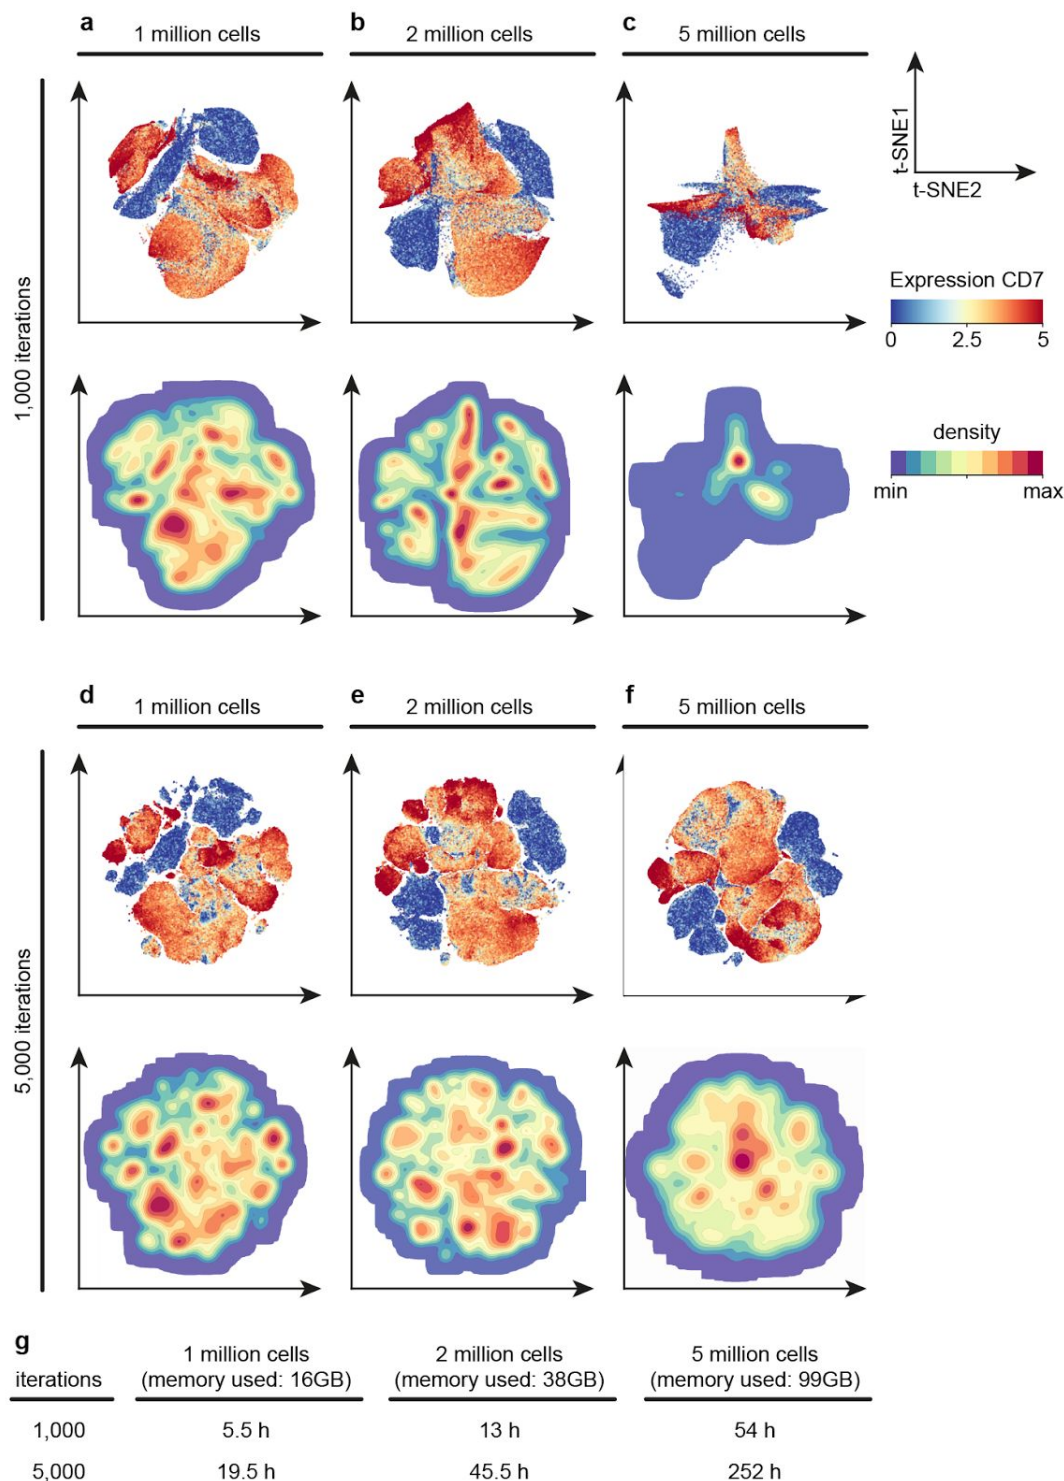 a b c
1 million cells 2 million cells 5 million cells
t-SNE1
t-SNE2
Expression CD7
0 2.5 5
1,000 iterations
density
min max
d e f
1 million cells 2 million cells 5 million cells
5,000 iterations
g
1 million cells 2 million cells 5 million cells
iterations (memory used: 16GB) (memory used: 38GB) (memory used: 99GB)
1,000 5.5 h 13 h 54 h
5,000 19.5 h 45.5 h 252 h